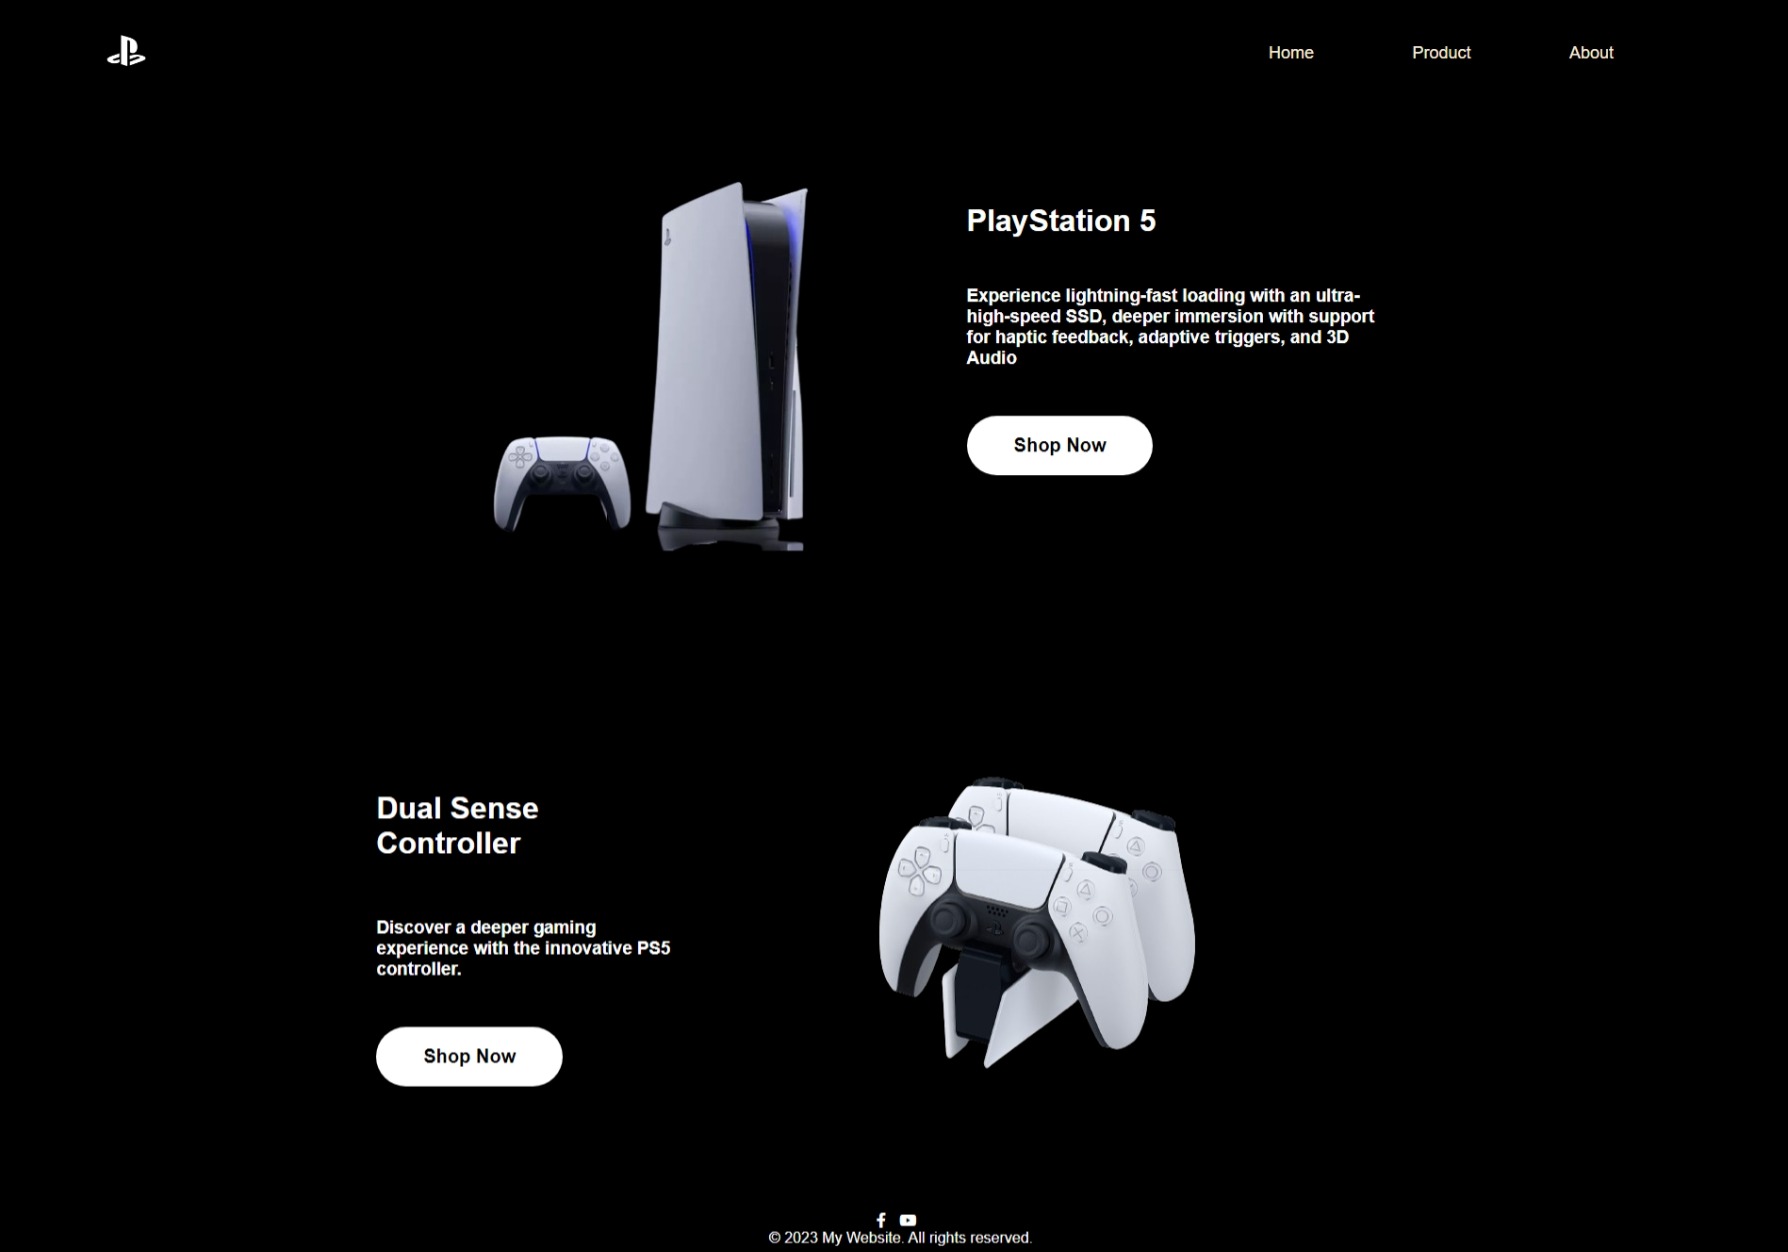 Home
Product
About
PlayStation 5
Experience lightning-fast loading with an ultra-
high-speed SSD, deeper immersion with support
for haptic feedback, adaptive triggers, and 3D
Audio
Shop Now
Dual Sense
Controller
Discover a deeper gaming
experience with the innovative PS5
controller.
Shop Now
© 2023 My Website. All rights reserved.